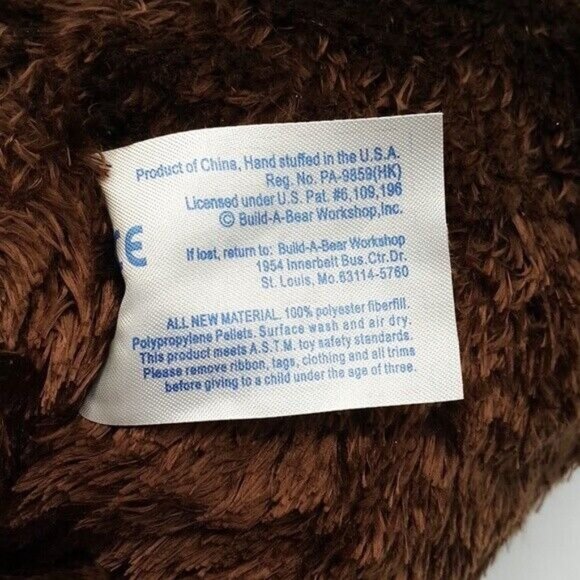 Product of China, Hand stuffed in the U.S.A.
Reg. No. PA-9859(HK)
Licensed under U.S. Pat. #6,109,196
© Build-A-Bear Workshop,Inc.
CE
If lost, return to: Build-A-Bear Workshop
1954 Innerbelt Bus.Ctr.Dr.
St. Louis, Mo.63114-5760
ALL NEW MATERIAL. 100% polyester fiberfill.
Polypropylene Pellets. Surface wash and air dry.
This product meets A.S.T.M. toy safety standards.
Please remove ribbon, tags, clothing and all trims
before giving to a child under the age of three.